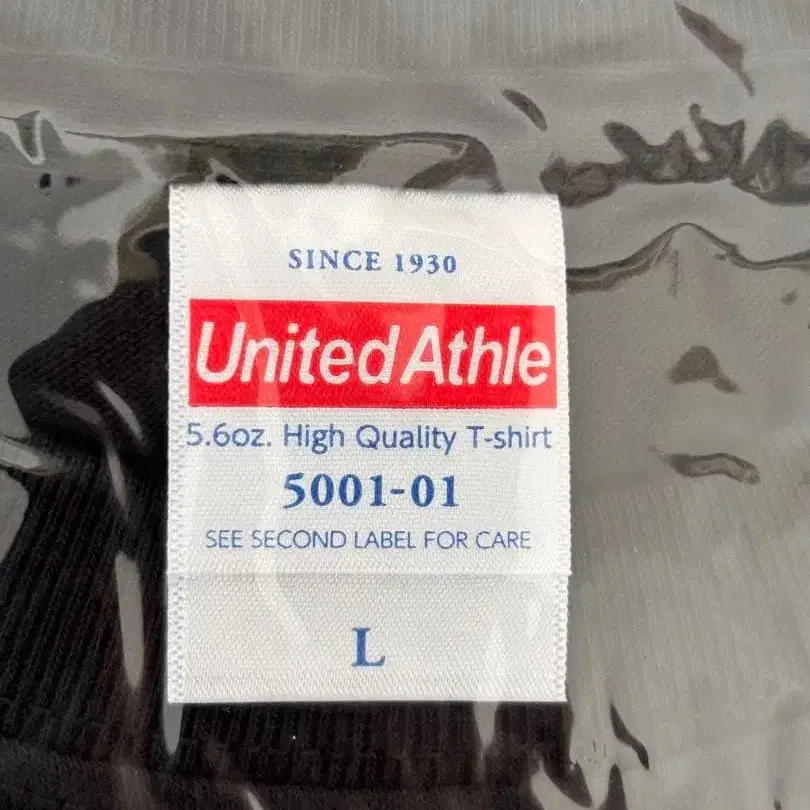 SINCE 1930
United Athle
5.6oz. High Quality T-shirt
5001-01
SEE SECOND LABEL FOR CARE
L